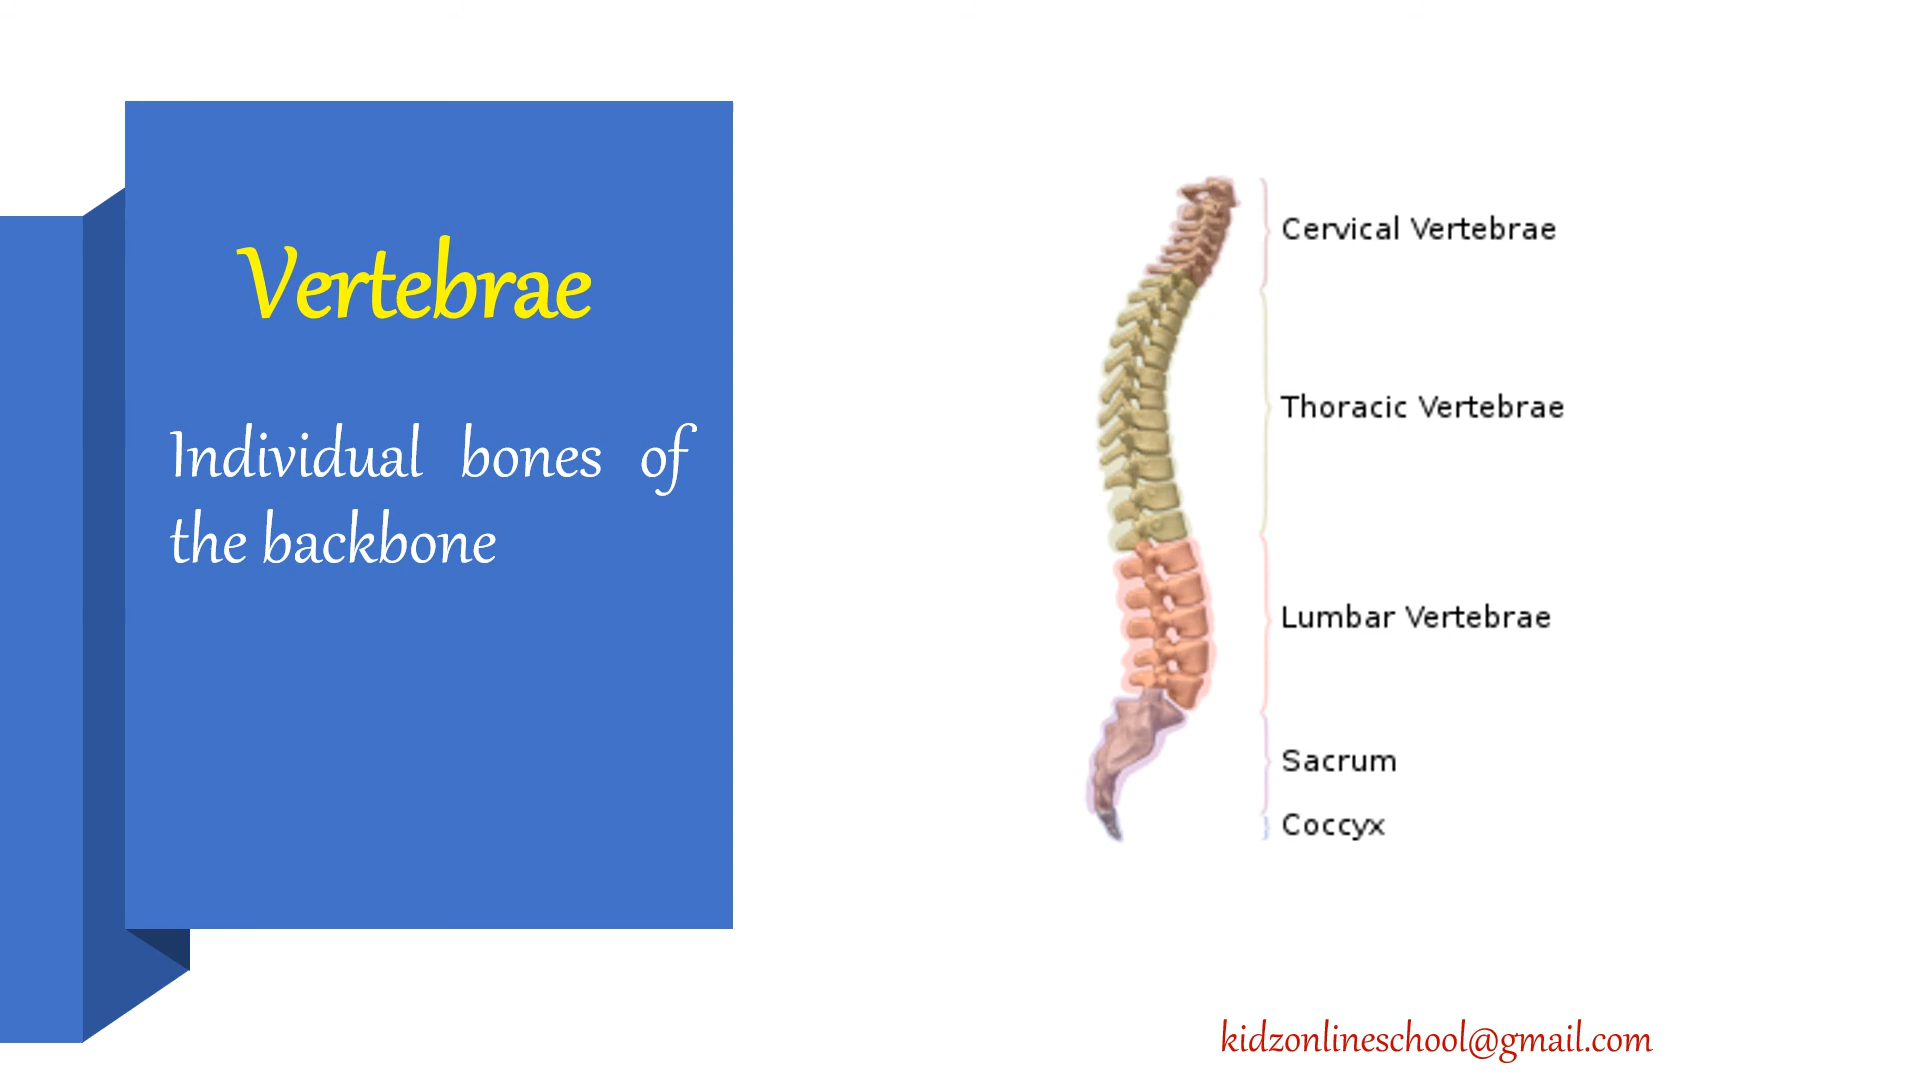 Vertebrae
Individual bones of
the backbone
Cervical Vertebrae
Thoracic Vertebrae
Lumbar Vertebrae
Sacrum
Coccyx
kidzonlineschool@gmail.com